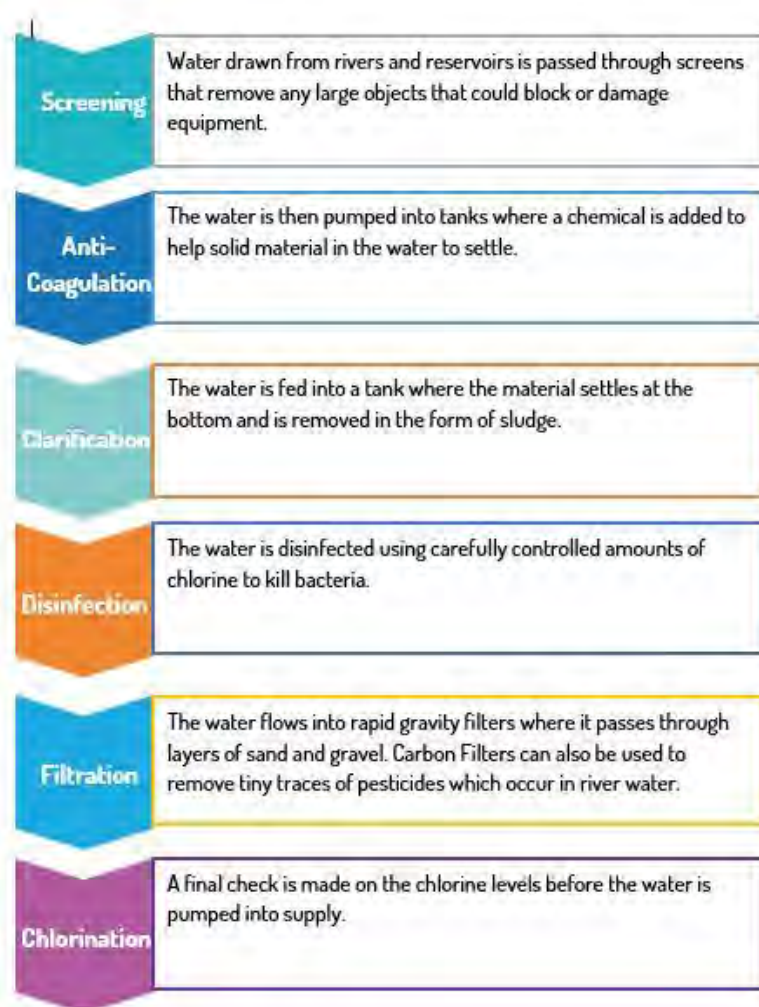 Screening
Water drawn from rivers and reservoirs is passed through screens
that remove any large objects that could block or damage
equipment.
Anti-
Coagulation
The water is then pumped into tanks where a chemical is added to
help solid material in the water to settle.
Clarification
The water is fed into a tank where the material settles at the
bottom and is removed in the form of sludge.
Disinfection
The water is disinfected using carefully controlled amounts of
chlorine to kill bacteria.
Filtration
The water flows into rapid gravity filters where it passes through
layers of sand and gravel. Carbon Filters can also be used to
remove tiny traces of pesticides which occur in river water.
Chlorination
A final check is made on the chlorine levels before the water is
pumped into supply.